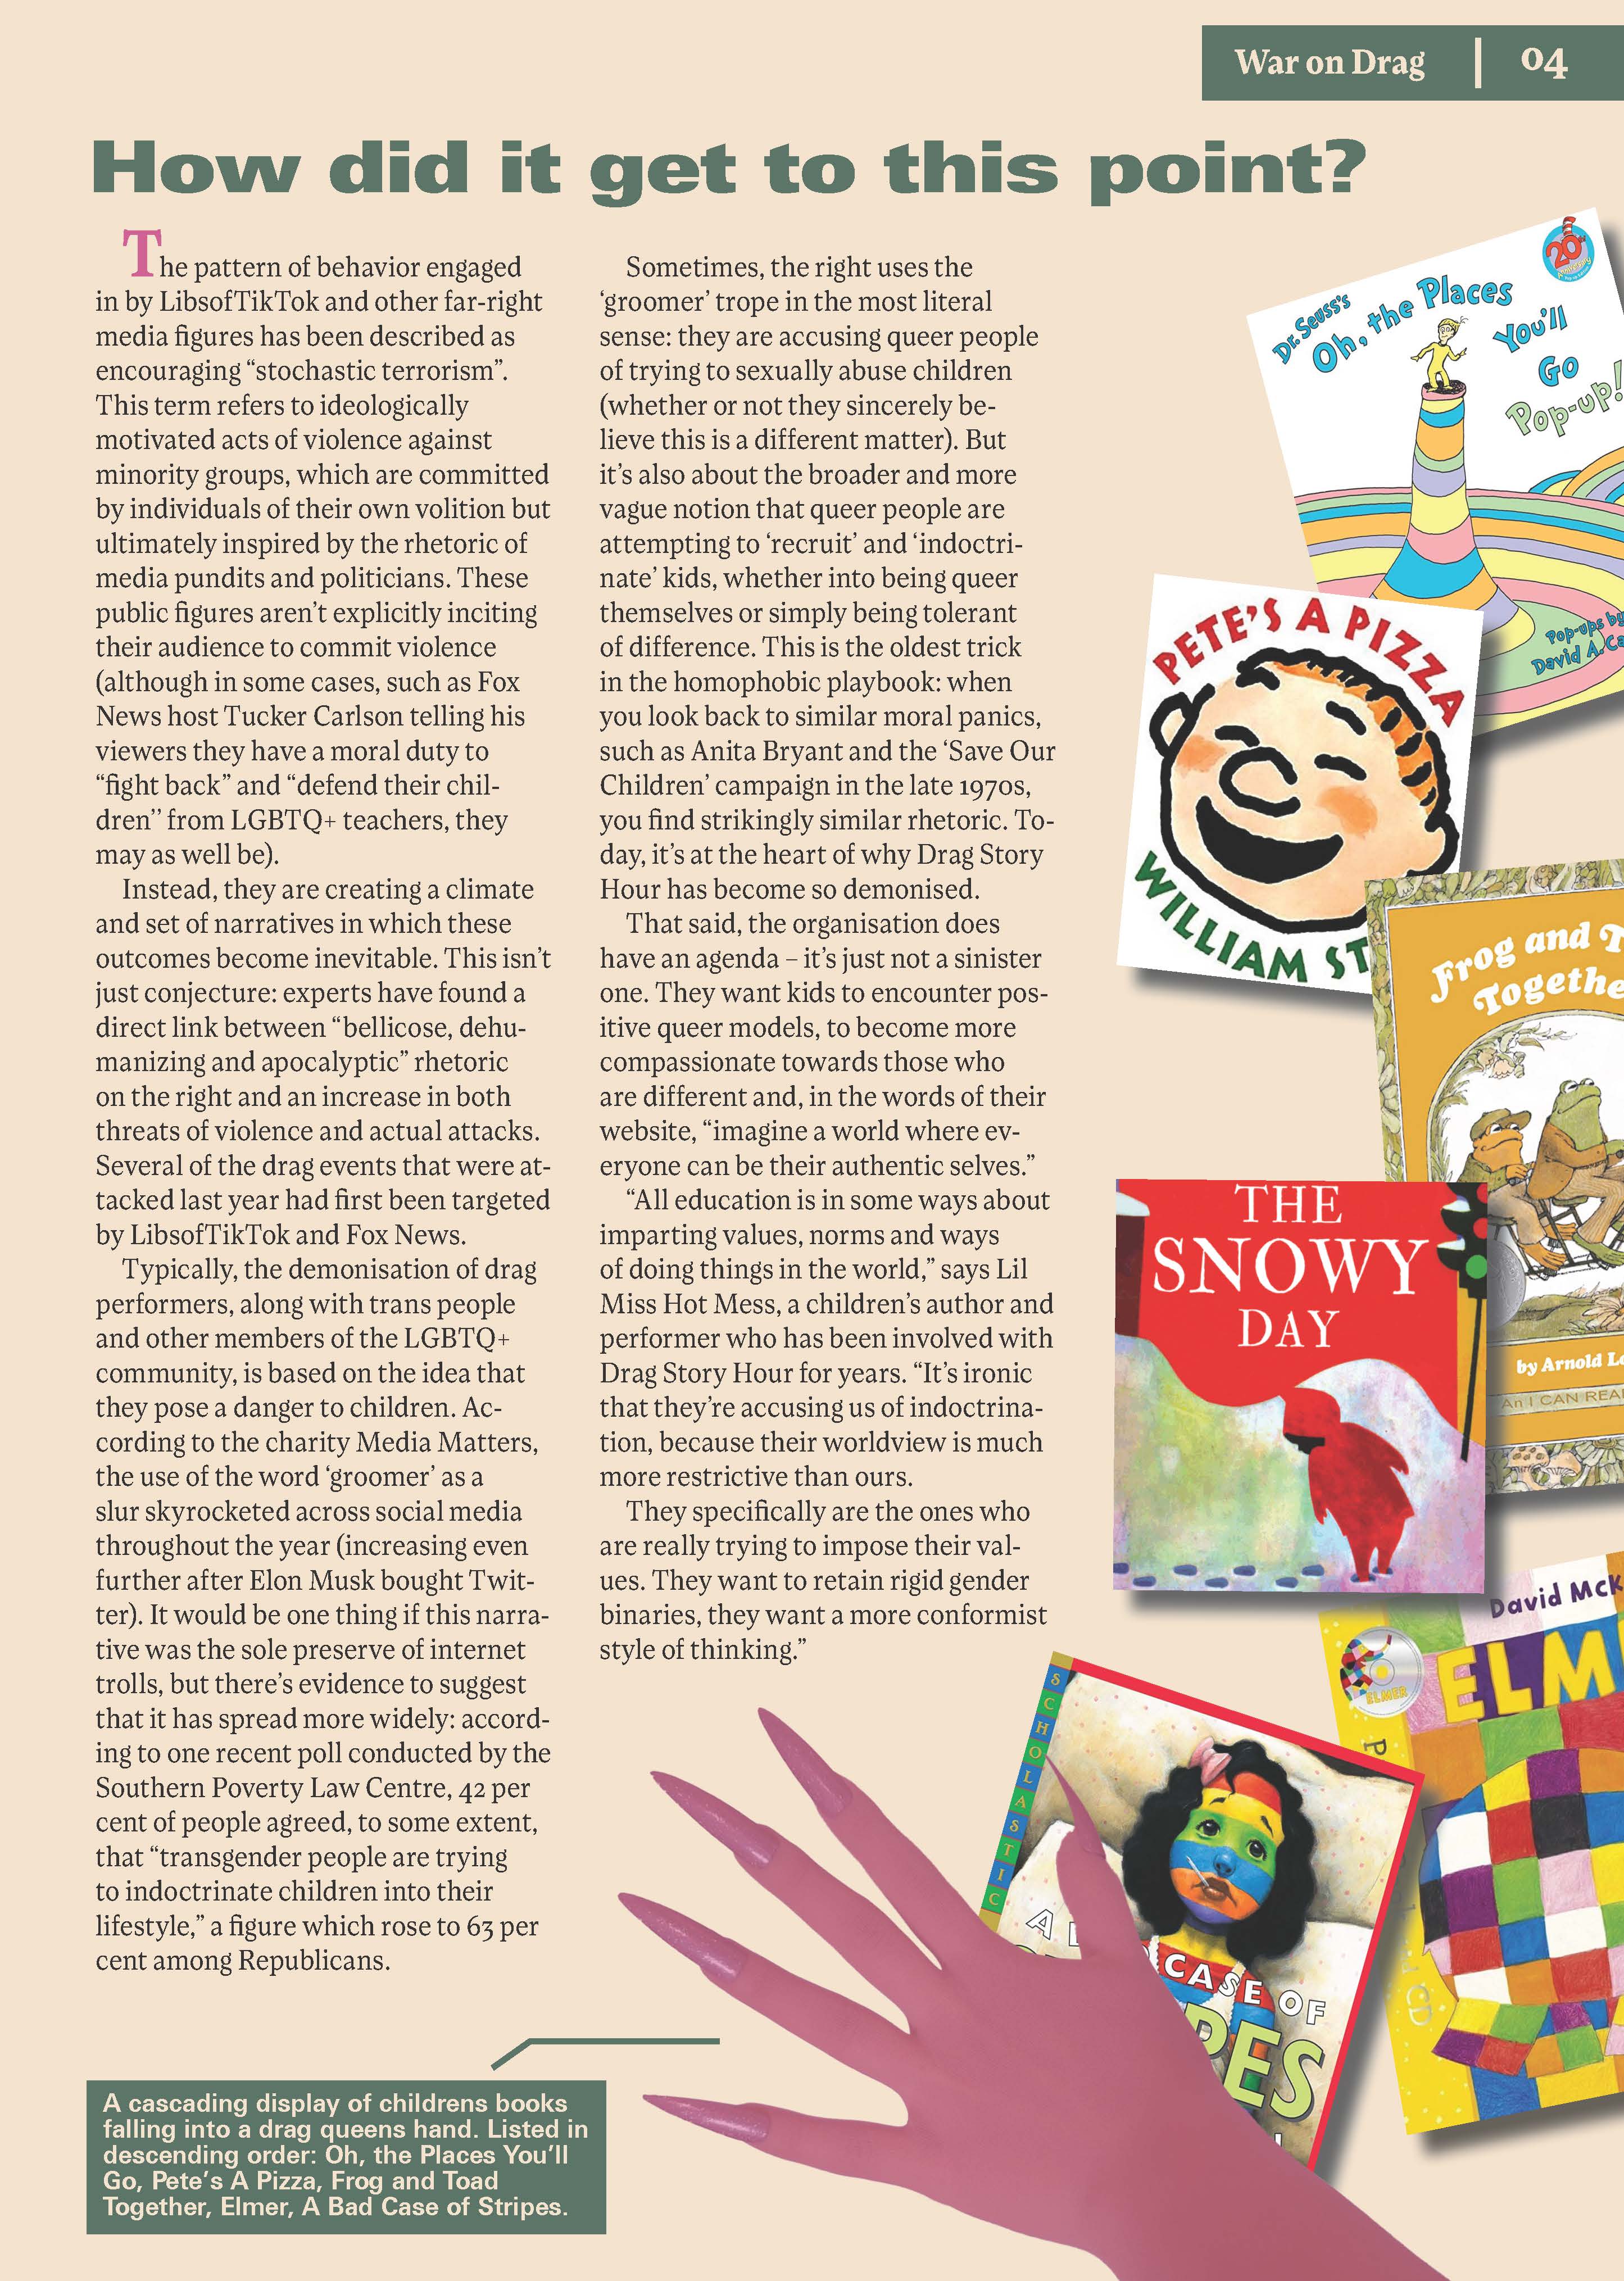 War on Drag | 04
How did it get to this point?
The pattern of behavior engaged
in by LibsofTikTok and other far-right
media figures has been described as
encouraging “stochastic terrorism”.
This term refers to ideologically
motivated acts of violence against
minority groups, which are committed
by individuals of their own volition but
ultimately inspired by the rhetoric of
media pundits and politicians. These
public figures aren’t explicitly inciting
their audience to commit violence
(although in some cases, such as Fox
News host Tucker Carlson telling his
viewers they have a moral duty to
“fight back” and “defend their chil-
dren’’ from LGBTQ+ teachers, they
may as well be).
Instead, they are creating a climate
and set of narratives in which these
outcomes become inevitable. This isn’t
just conjecture: experts have found a
direct link between “bellicose, dehu-
manizing and apocalyptic” rhetoric
on the right and an increase in both
threats of violence and actual attacks.
Several of the drag events that were at-
tacked last year had first been targeted
by LibsofTikTok and Fox News.
Typically, the demonisation of drag
performers, along with trans people
and other members of the LGBTQ+
community, is based on the idea that
they pose a danger to children. Ac-
cording to the charity Media Matters,
the use of the word ‘groomer’ as a
slur skyrocketed across social media
throughout the year (increasing even
further after Elon Musk bought Twit-
ter). It would be one thing if this narra-
tive was the sole preserve of internet
trolls, but there’s evidence to suggest
that it has spread more widely: accord-
ing to one recent poll conducted by the
Southern Poverty Law Centre, 42 per
cent of people agreed, to some extent,
that “transgender people are trying
to indoctrinate children into their
lifestyle,” a figure which rose to 63 per
cent among Republicans.
Sometimes, the right uses the
‘groomer’ trope in the most literal
sense: they are accusing queer people
of trying to sexually abuse children
(whether or not they sincerely be-
lieve this is a different matter). But
it’s also about the broader and more
vague notion that queer people are
attempting to ‘recruit’ and ‘indoctri-
nate’ kids, whether into being queer
themselves or simply being tolerant
of difference. This is the oldest trick
in the homophobic playbook: when
you look back to similar moral panics,
such as Anita Bryant and the ‘Save Our
Children’ campaign in the late 1970s,
you find strikingly similar rhetoric. To-
day, it’s at the heart of why Drag Story
Hour has become so demonised.
That said, the organisation does
have an agenda – it’s just not a sinister
one. They want kids to encounter pos-
itive queer models, to become more
compassionate towards those who
are different and, in the words of their
website, “imagine a world where ev-
eryone can be their authentic selves.”
“All education is in some ways about
imparting values, norms and ways
of doing things in the world,” says Lil
Miss Hot Mess, a children’s author and
performer who has been involved with
Drag Story Hour for years. “It’s ironic
that they’re accusing us of indoctrina-
tion, because their worldview is much
more restrictive than ours.
They specifically are the ones who
are really trying to impose their val-
ues. They want to retain rigid gender
binaries, they want a more conformist
style of thinking.”
Dr. Seuss's
Oh, the Places
You'll
Go
Pop-up!
20
Pop-ups by
David A. Ca
PETE'S A PIZZA
WILLIAM ST
Frog and T
Togethe
by Arnold Lo
An I CAN REA
THE
SNOWY
DAY
David McK
ELM
ELMER
P
CD
SCHOLASTIC
A B
CASE OF
PES
A cascading display of childrens books
falling into a drag queens hand. Listed in
descending order: Oh, the Places You’ll
Go, Pete’s A Pizza, Frog and Toad
Together, Elmer, A Bad Case of Stripes.